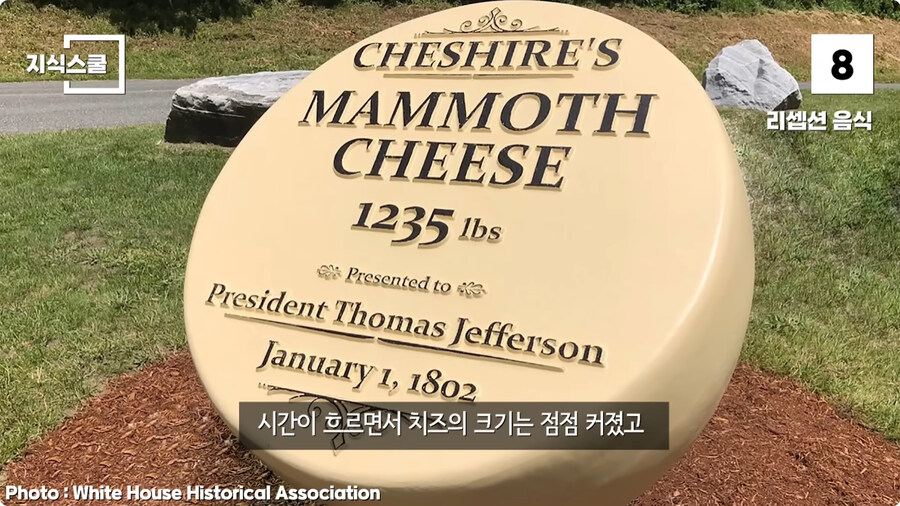 지식스쿨
8
리셉션 음식
CHESHIRE'S
MAMMOTH
CHEESE
1235 lbs
Presented to
President Thomas Jefferson
January 1, 1802
시간이 흐르면서 치즈의 크기는 점점 커졌고
Photo : White House Historical Association